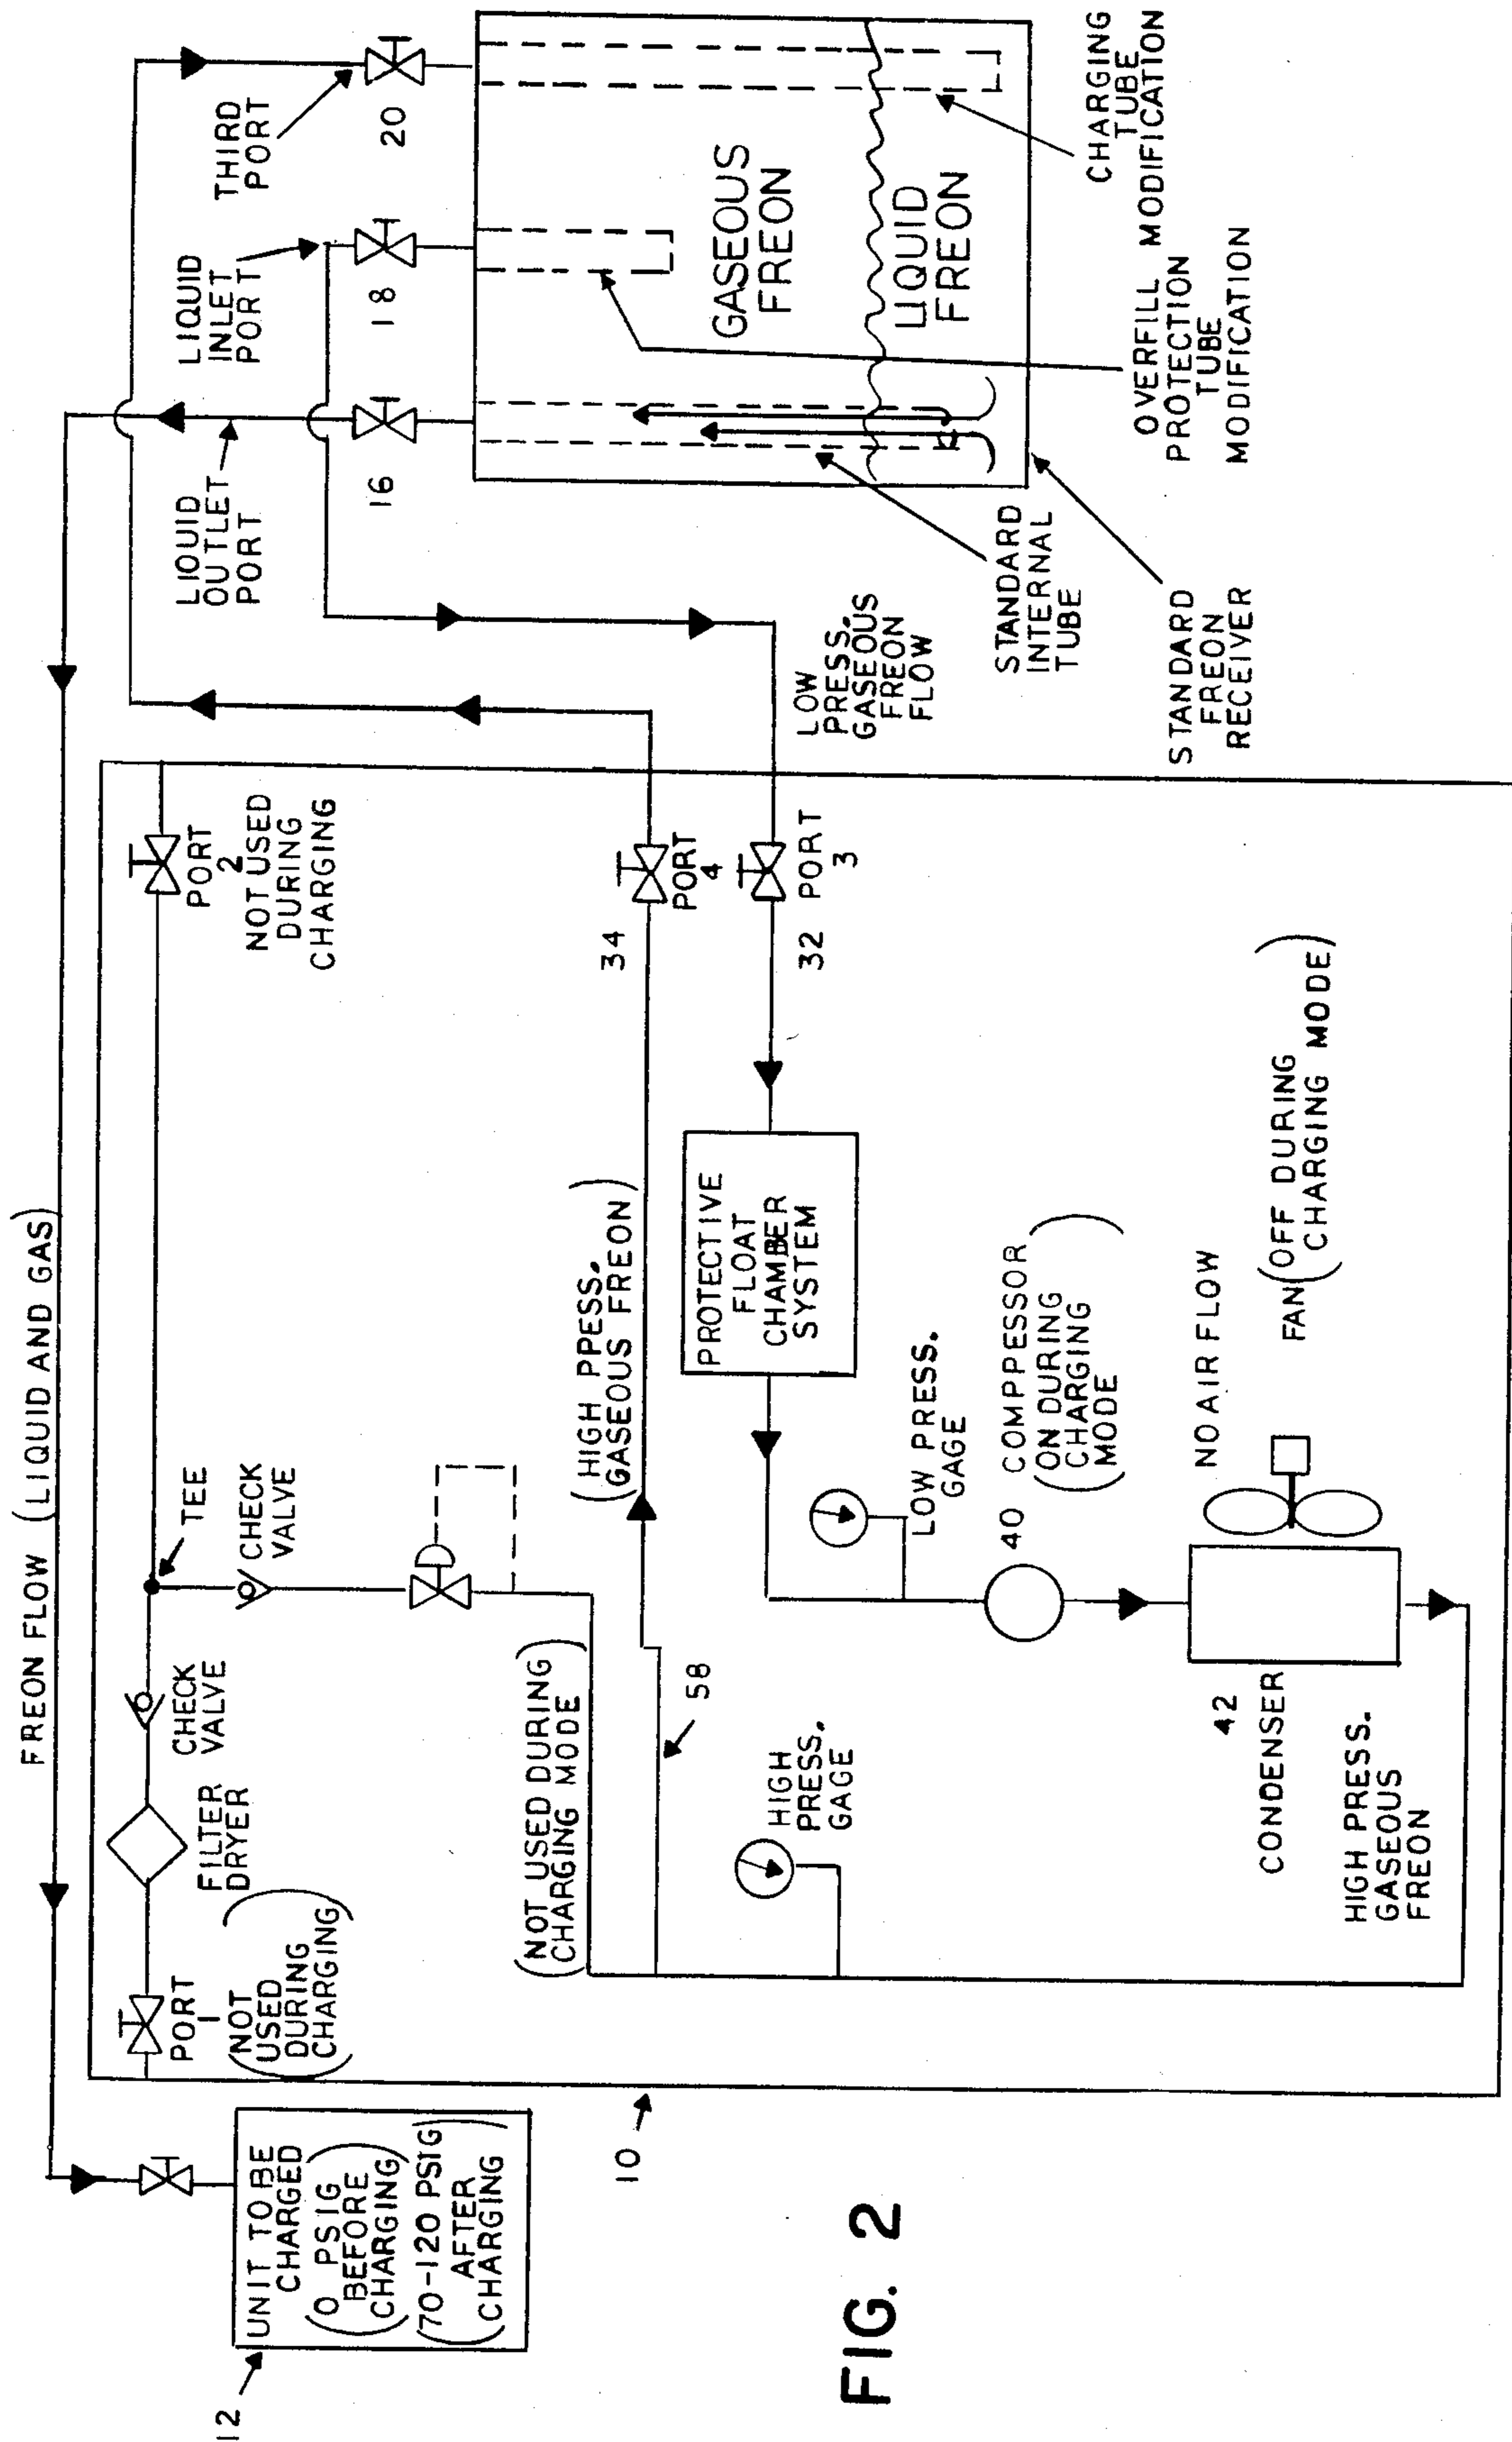 FREON FLOW (LIQUID AND GAS)
12
UNIT TO BE
CHARGED
(0 PSIG
BEFORE
CHARGING)
(70-120 PSIG
AFTER
CHARGING)
10
PORT
1
(NOT
USED
DURING
CHARGING)
FILTER
DRYER
CHECK
VALVE
TEE
CHECK
VALVE
PORT
2
NOT USED
DURING
CHARGING
(NOT USED DURING
CHARGING MODE)
58
(HIGH PPESS.
GASEOUS FREON)
34
PORT
4
32
PORT
3
HIGH
PRESS.
GAGE
PROTECTIVE
FLOAT
CHAMBER
SYSTEM
LOW PRESS.
GAGE
40 COMPPESSOR
(ON DURING
CHARGING
MODE)
NO AIR FLOW
FAN (OFF DURING
CHARGING MODE)
42
CONDENSER
HIGH PRESS.
GASEOUS
FREON
LIQUID
OUTLET
PORT
16
LIQUID
INLET
PORT
18
THIRD
PORT
20
LOW
PRESS.
GASEOUS
FREON
FLOW
GASEOUS
FREON
LIQUID
FREON
STANDARD
INTERNAL
TUBE
STANDARD
FREON
RECEIVER
OVERFILL
PROTECTION
TUBE
MODIFICATION
CHARGING
TUBE
MODIFICATION
FIG. 2